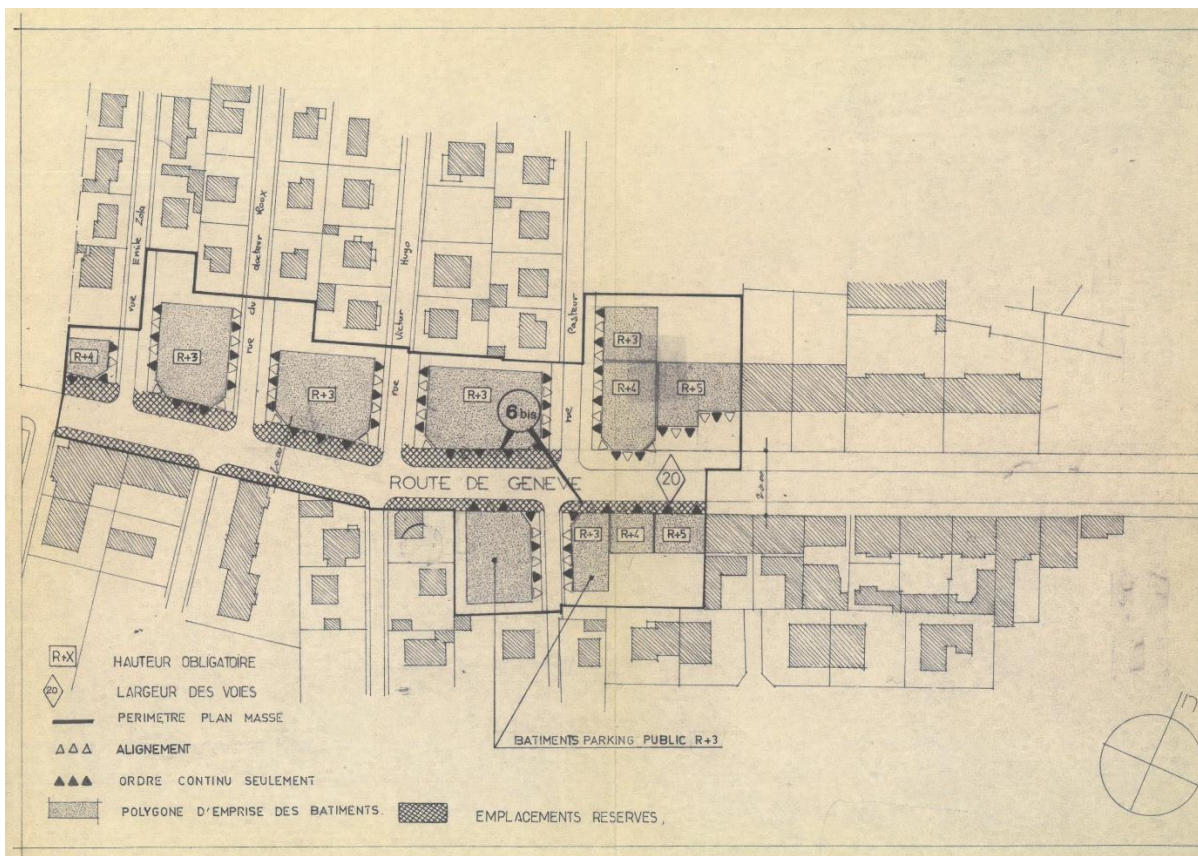 rue Emile Zola
rue du docteur Roux
rue Victor Hugo
rue Pasteur
R+4
R+3
R+3
R+3
R+3
R+4
R+5
6 bis
ROUTE DE GENEVE
20
R+3
R+4
R+5
R+X HAUTEUR OBLIGATOIRE
20 LARGEUR DES VOIES
PERIMETRE PLAN MASSE
ALIGNEMENT
ORDRE CONTINU SEULEMENT
POLYGONE D'EMPRISE DES BATIMENTS.
EMPLACEMENTS RESERVES,
BATIMENTS PARKING PUBLIC R+3